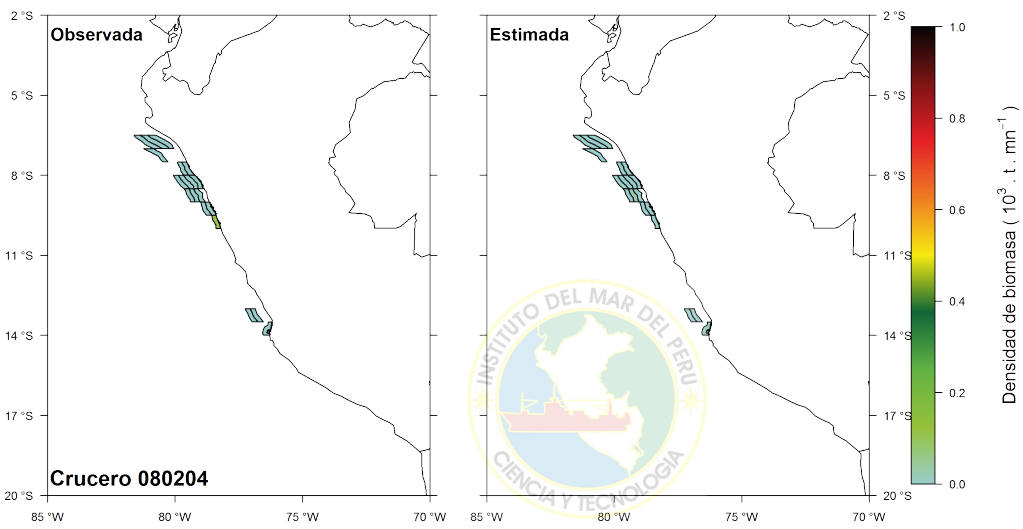 Observada
2 °S
5 °S
8 °S
11 °S
14 °S
17 °S
20 °S
85 °W
80 °W
75 °W
70 °W
Crucero 080204
Estimada
2 °S
5 °S
8 °S
11 °S
14 °S
17 °S
20 °S
85 °W
80 °W
75 °W
70 °W
INSTITUTO DEL MAR DEL PERU
CIENCIA Y TECNOLOGIA
1.0
0.8
0.6
0.4
0.2
0.0
Densidad de biomasa ( 10³ . t . mn⁻¹ )